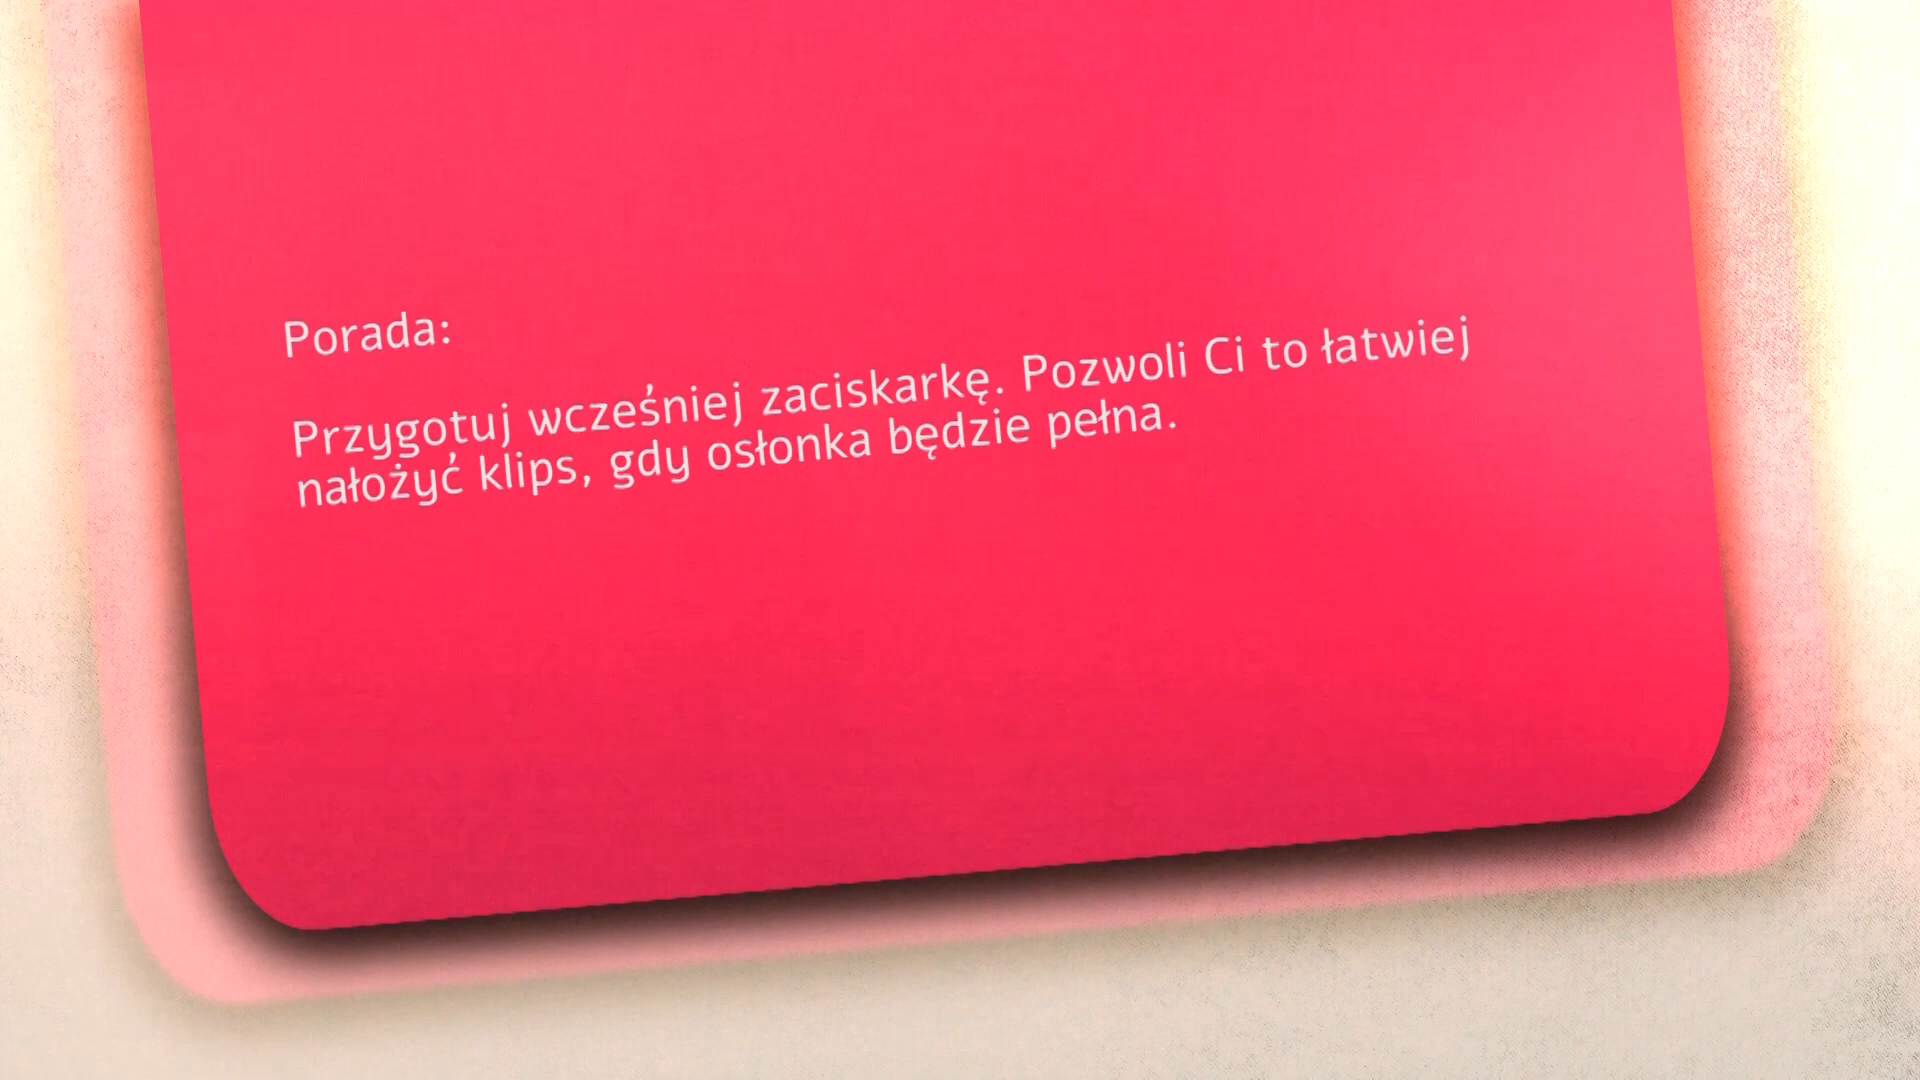 Porada:
Przygotuj wcześniej zaciskarkę. Pozwoli Ci to łatwiej
nałożyć klips, gdy osłonka będzie pełna.